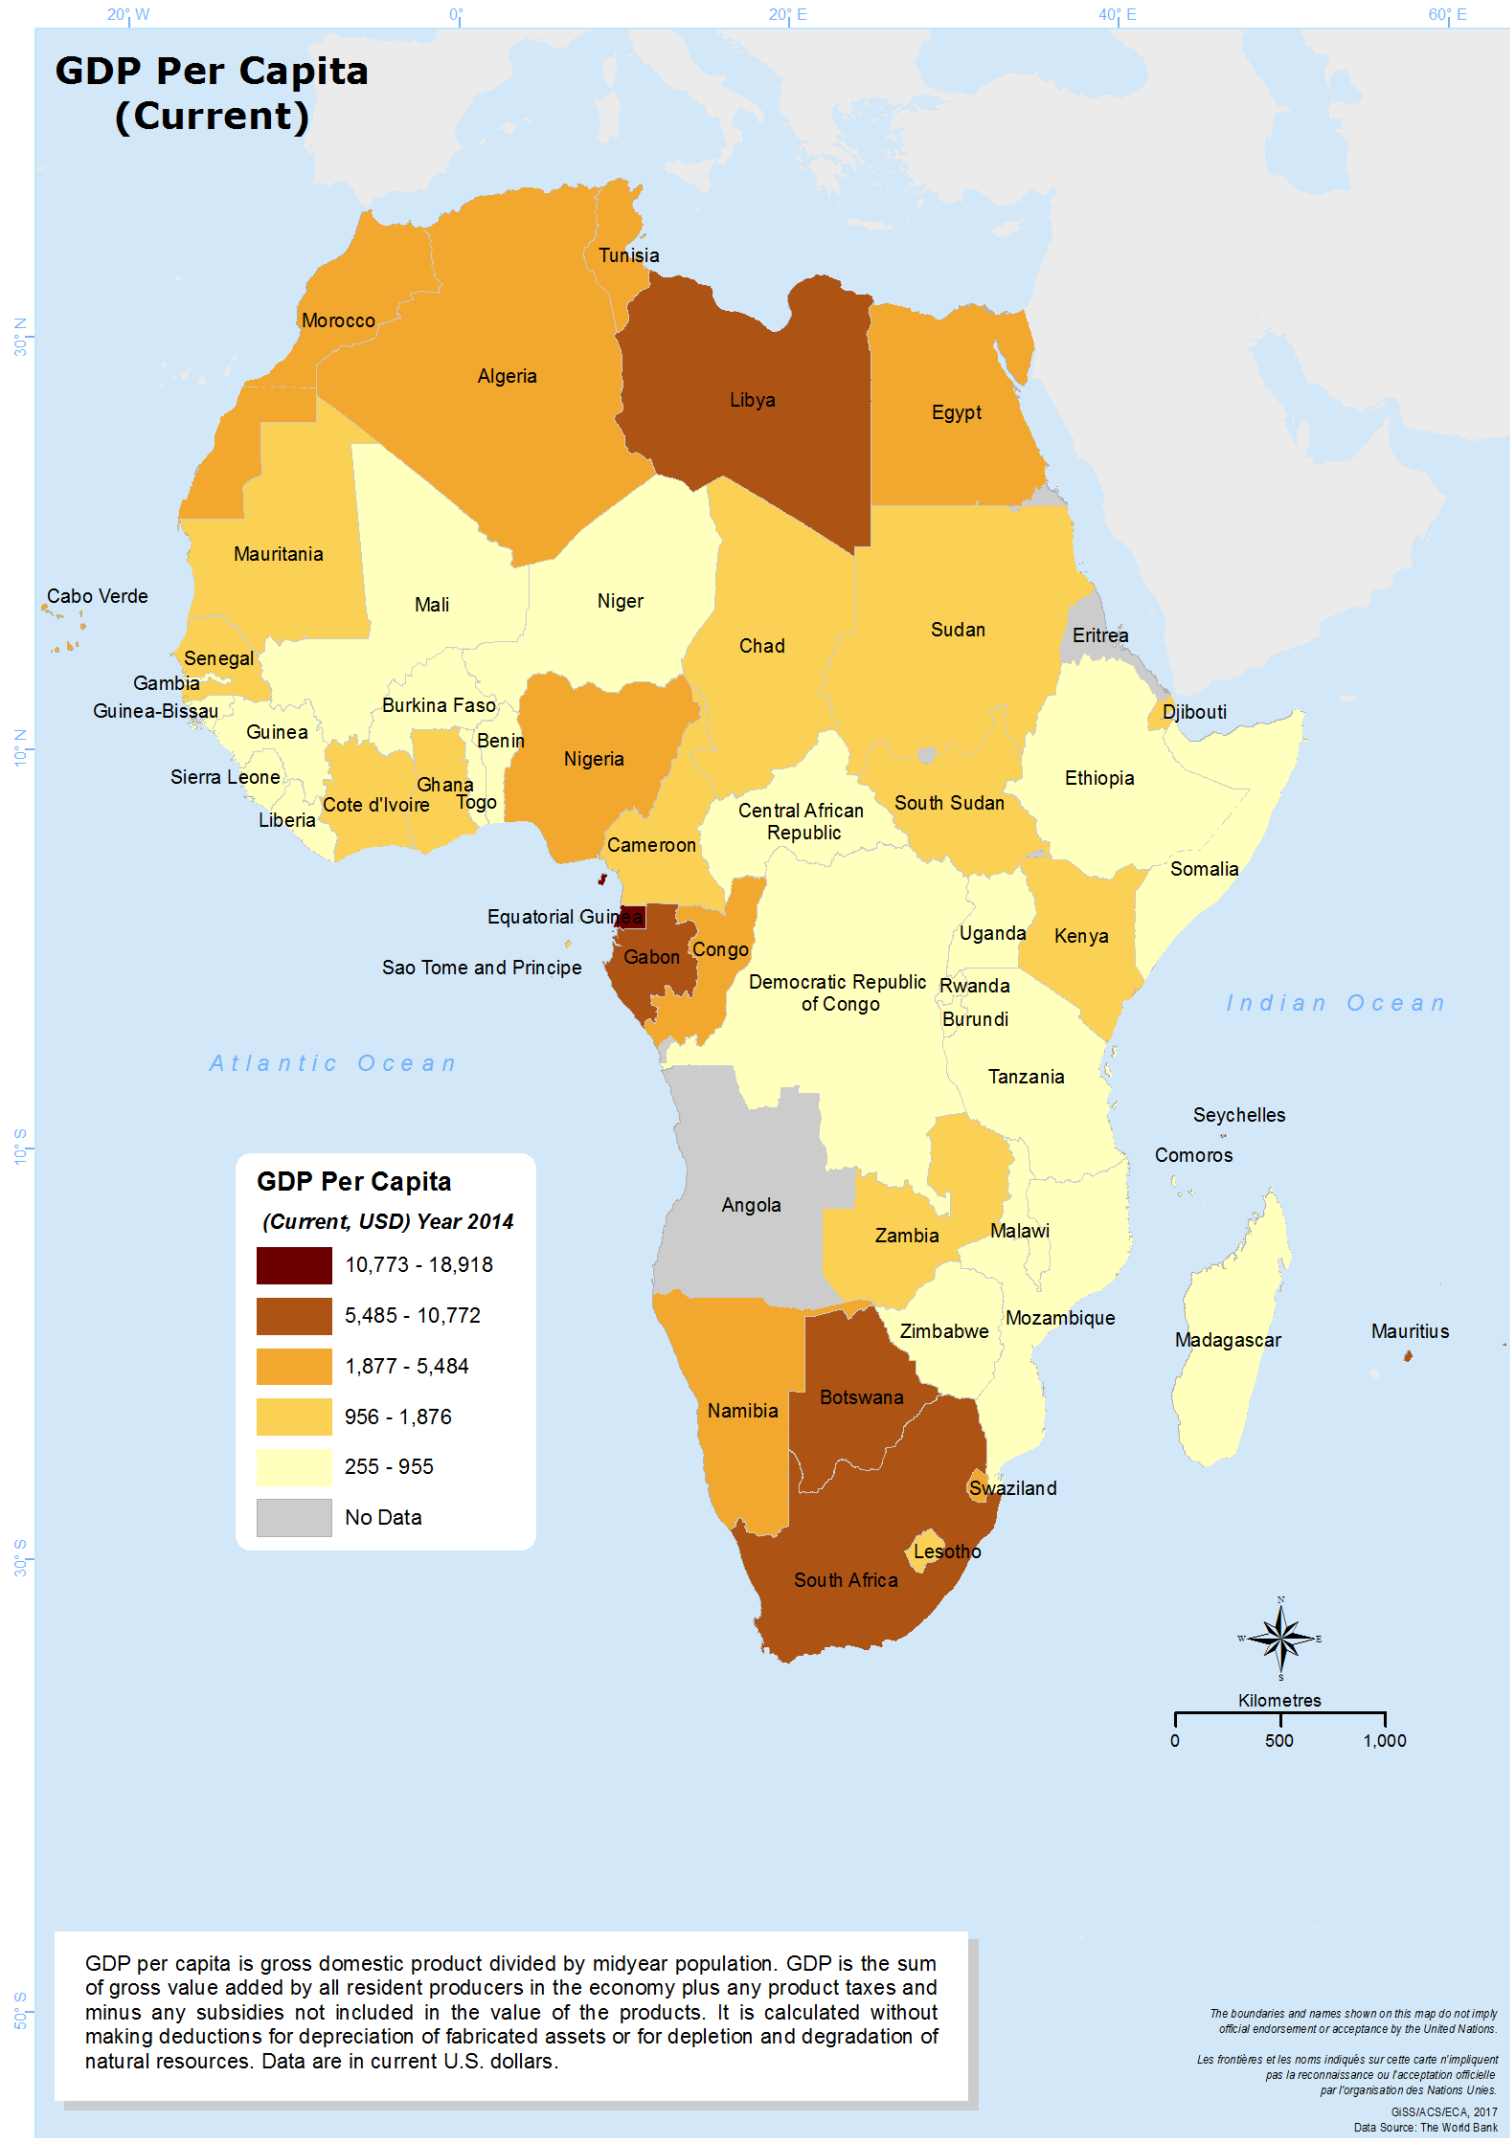 20° W
0°
20° E
40° E
60° E
GDP Per Capita
(Current)
30° N
10° N
10° S
30° S
50° S
Tunisia
Morocco
Algeria
Libya
Egypt
Mauritania
Cabo Verde
Mali
Niger
Chad
Sudan
Eritrea
Senegal
Gambia
Guinea-Bissau
Burkina Faso
Djibouti
Guinea
Benin
Nigeria
Ethiopia
Sierra Leone
Ghana
Cote d'Ivoire
Togo
South Sudan
Liberia
Central African
Republic
Cameroon
Somalia
Equatorial Guinea
Uganda
Kenya
Gabon
Congo
Sao Tome and Principe
Democratic Republic
of Congo
Rwanda
Burundi
Indian Ocean
Atlantic Ocean
Tanzania
Seychelles
Comoros
Angola
Zambia
Malawi
Mozambique
Zimbabwe
Madagascar
Mauritius
Botswana
Namibia
Swaziland
Lesotho
South Africa
GDP Per Capita
(Current, USD) Year 2014
10,773 - 18,918
5,485 - 10,772
1,877 - 5,484
956 - 1,876
255 - 955
No Data
N
W
E
S
Kilometres
0
500
1,000
GDP per capita is gross domestic product divided by midyear population. GDP is the sum
of gross value added by all resident producers in the economy plus any product taxes and
minus any subsidies not included in the value of the products. It is calculated without
making deductions for depreciation of fabricated assets or for depletion and degradation of
natural resources. Data are in current U.S. dollars.
The boundaries and names shown on this map do not imply
official endorsement or acceptance by the United Nations.
Les frontières et les noms indiqués sur cette carte n'impliquent
pas la reconnaissance ou l'acceptation officielle
par l'organisation des Nations Unies.
GiSS/ACS/ECA, 2017
Data Source: The World Bank